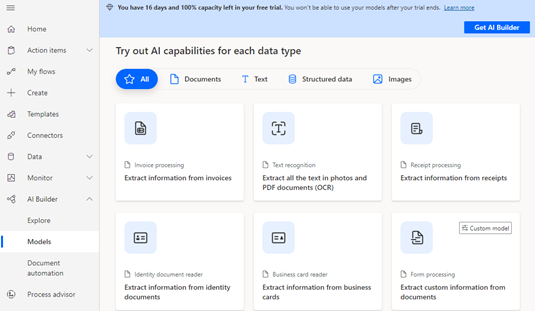 You have 16 days and 100% capacity left in your free trial. You won't be able to use your models after your trial ends. Learn more
Get AI Builder
Home
Action items
My flows
Create
Templates
Connectors
Data
Monitor
AI Builder
Explore
Models
Document
automation
Process advisor
Try out AI capabilities for each data type
All
Documents
Text
Structured data
Images
Invoice processing
Extract information from invoices
Text recognition
Extract all the text in photos and
PDF documents (OCR)
Receipt processing
Extract information from receipts
Identity document reader
Extract information from identity
documents
Business card reader
Extract information from business
cards
Custom model
Form processing
Extract custom information from
documents